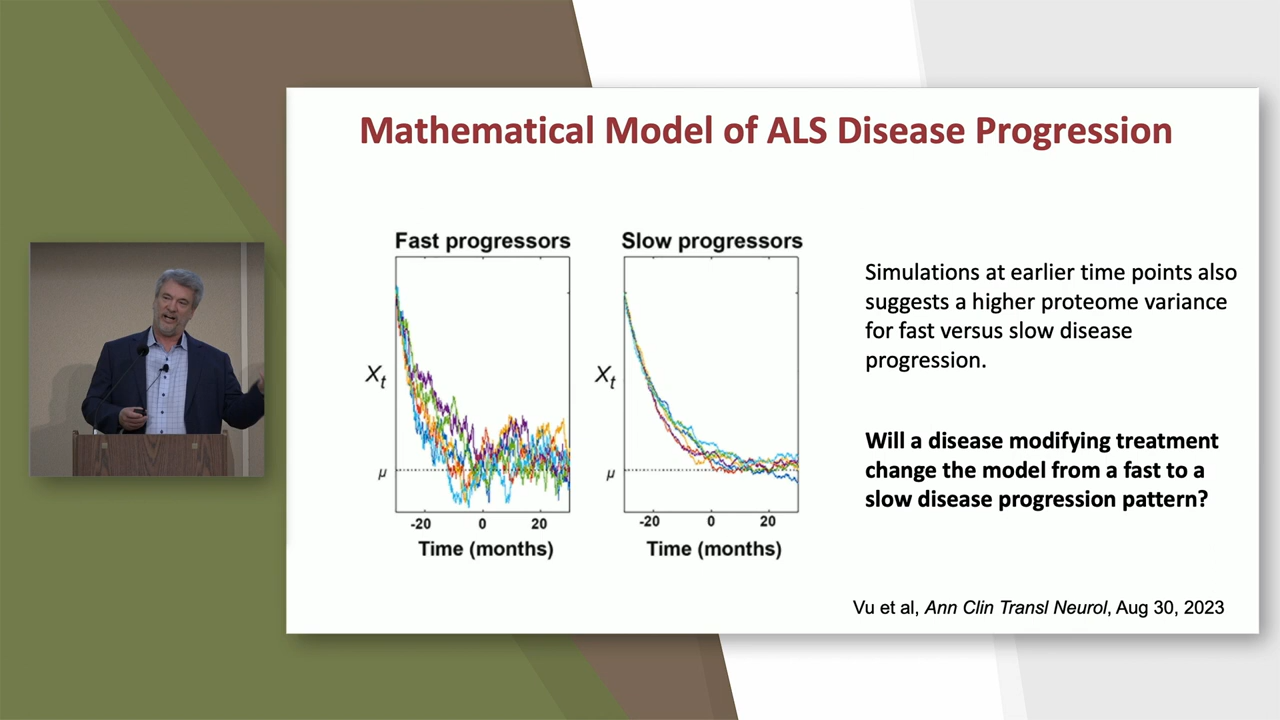 Mathematical Model of ALS Disease Progression
Fast progressors
Xt
μ
-20 0 20
Time (months)
Slow progressors
Xt
μ
-20 0 20
Time (months)
Simulations at earlier time points also
suggests a higher proteome variance
for fast versus slow disease
progression.
Will a disease modifying treatment
change the model from a fast to a
slow disease progression pattern?
Vu et al, Ann Clin Transl Neurol, Aug 30, 2023